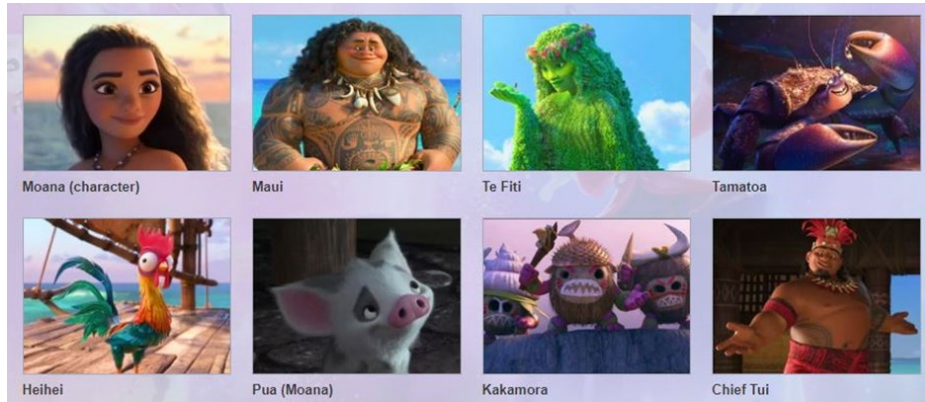 Moana (character)
Maui
Te Fiti
Tamatoa
Heihei
Pua (Moana)
Kakamora
Chief Tui